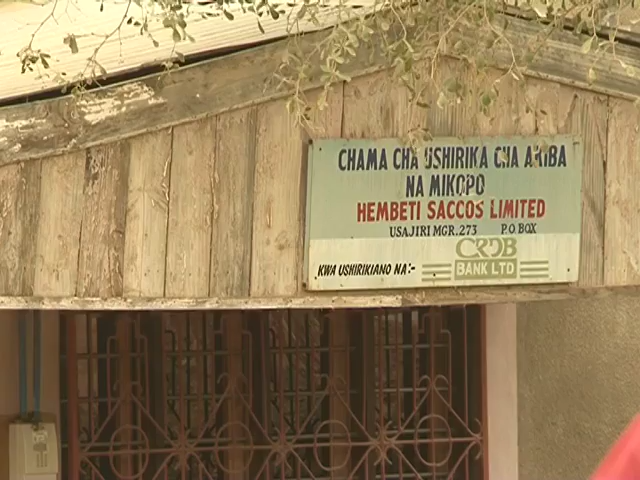 CHAMA CHA USHIRIKA CHA AKIBA
NA MIKOPO
HEMBETI SACCOS LIMITED
USAJIRI MGR.273 P.O BOX
CRDB
KWA USHIRIKIANO NA:- BANK LTD